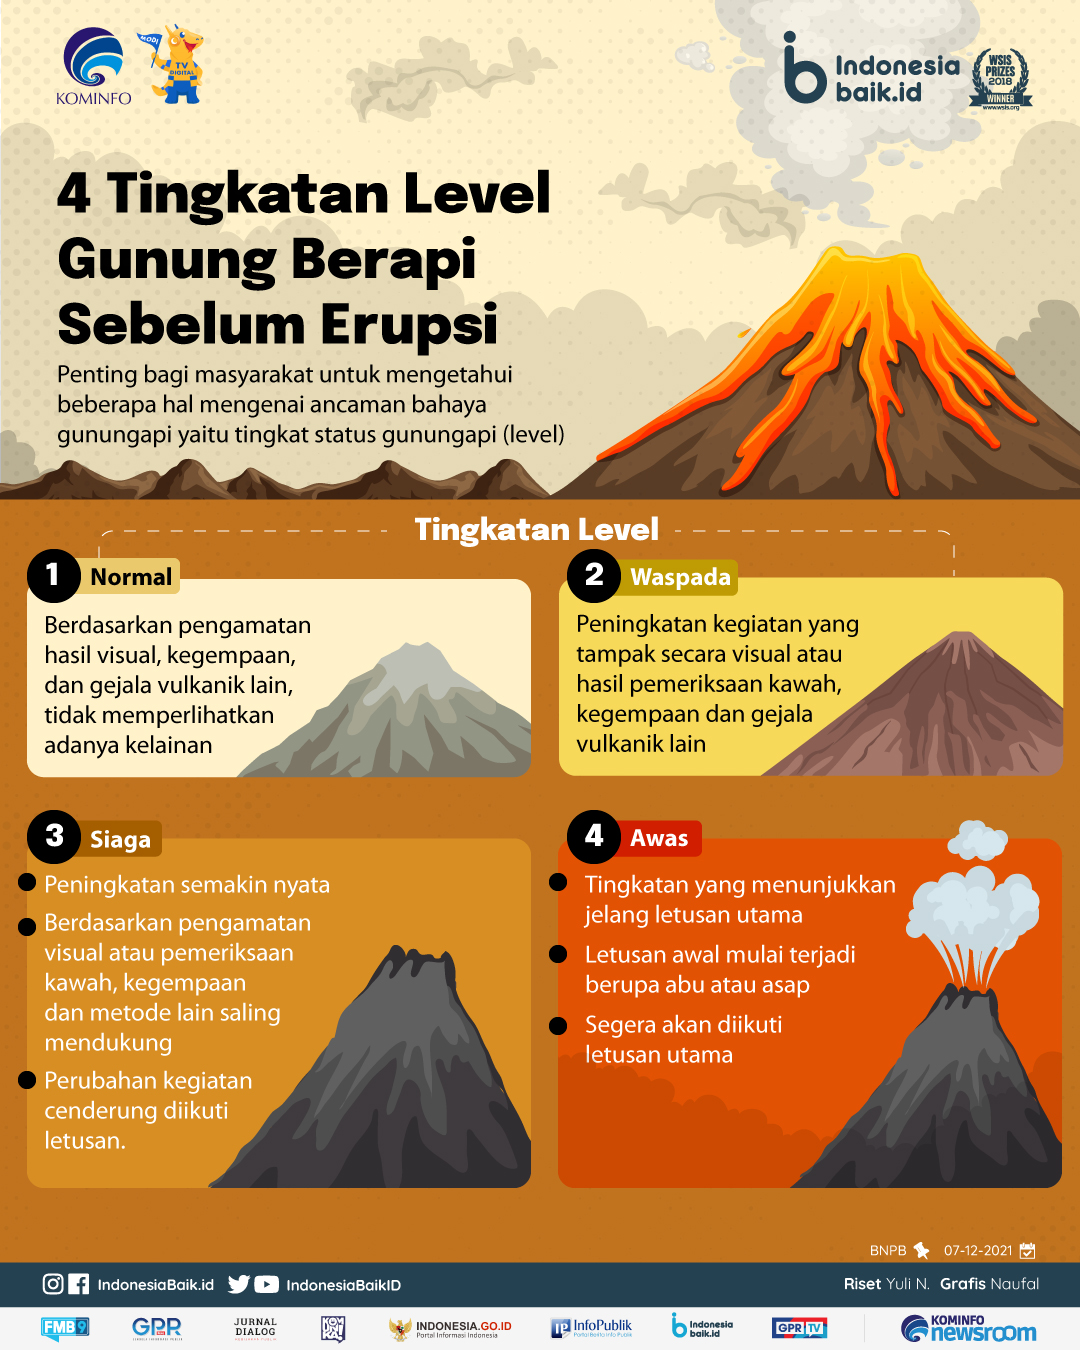 KOMINFO
MODI
TV
DIGITAL
Indonesia
baik.id
WSIS
PRIZES
2018
WINNER
www.wsis.org
4 Tingkatan Level
Gunung Berapi
Sebelum Erupsi
Penting bagi masyarakat untuk mengetahui
beberapa hal mengenai ancaman bahaya
gunungapi yaitu tingkat status gunungapi (level)
Tingkatan Level
1 Normal
Berdasarkan pengamatan
hasil visual, kegempaan,
dan gejala vulkanik lain,
tidak memperlihatkan
adanya kelainan
2 Waspada
Peningkatan kegiatan yang
tampak secara visual atau
hasil pemeriksaan kawah,
kegempaan dan gejala
vulkanik lain
3 Siaga
Peningkatan semakin nyata
Berdasarkan pengamatan
visual atau pemeriksaan
kawah, kegempaan
dan metode lain saling
mendukung
Perubahan kegiatan
cenderung diikuti
letusan.
4 Awas
Tingkatan yang menunjukkan
jelang letusan utama
Letusan awal mulai terjadi
berupa abu atau asap
Segera akan diikuti
letusan utama
BNPB 07-12-2021
IndonesiaBaik.id IndonesiaBaikID Riset Yuli N. Grafis Naufal
FMB9
GPR
JURNAL
DIALOG
INDONESIA.GO.ID
Portal Informasi Indonesia
InfoPublik
Indonesia
baik.id
GPR TV
KOMINFO
newsroom